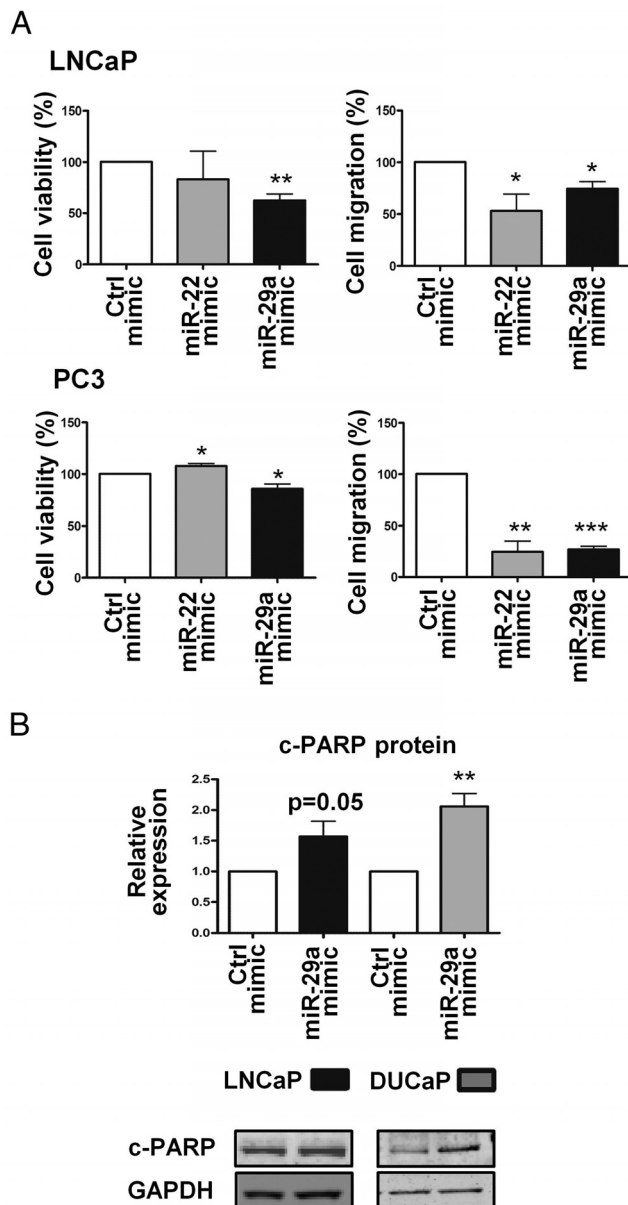 A
LNCaP
Cell viability (%)
150
100
50
0
**
Ctrl mimic
miR-22 mimic
miR-29a mimic
Cell migration (%)
150
100
50
0
*
*
Ctrl mimic
miR-22 mimic
miR-29a mimic
PC3
Cell viability (%)
150
100
50
0
*
*
Ctrl mimic
miR-22 mimic
miR-29a mimic
Cell migration (%)
150
100
50
0
**
***
Ctrl mimic
miR-22 mimic
miR-29a mimic
B
c-PARP protein
Relative expression
2.5
2.0
1.5
1.0
0.5
0.0
p=0.05
**
Ctrl mimic
miR-29a mimic
Ctrl mimic
miR-29a mimic
LNCaP
DUCaP
c-PARP
GAPDH